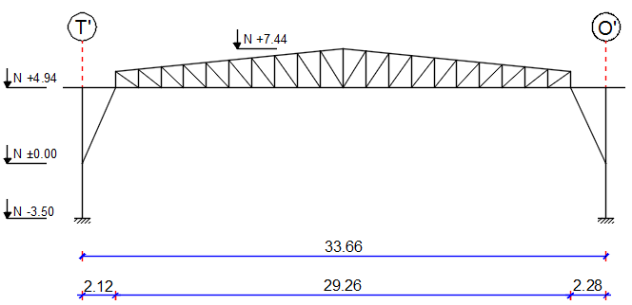 T'
O'
N +7.44
N +4.94
N ±0.00
N -3.50
33.66
2.12
29.26
2.28